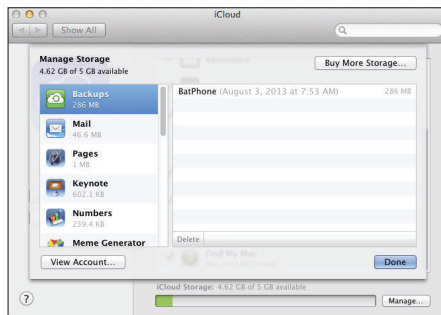 iCloud
Show All
Manage Storage
4.62 GB of 5 GB available
Buy More Storage...
Backups
286 MB
BatPhone (August 3, 2013 at 7:53 AM) 286 MB
Mail
46.6 MB
Pages
1 MB
Keynote
602.1 KB
Numbers
239.4 KB
Meme Generator
Delete
Find My Mac
View Account...
Done
iCloud Storage: 4.62 GB of 5 GB available
?
Manage...